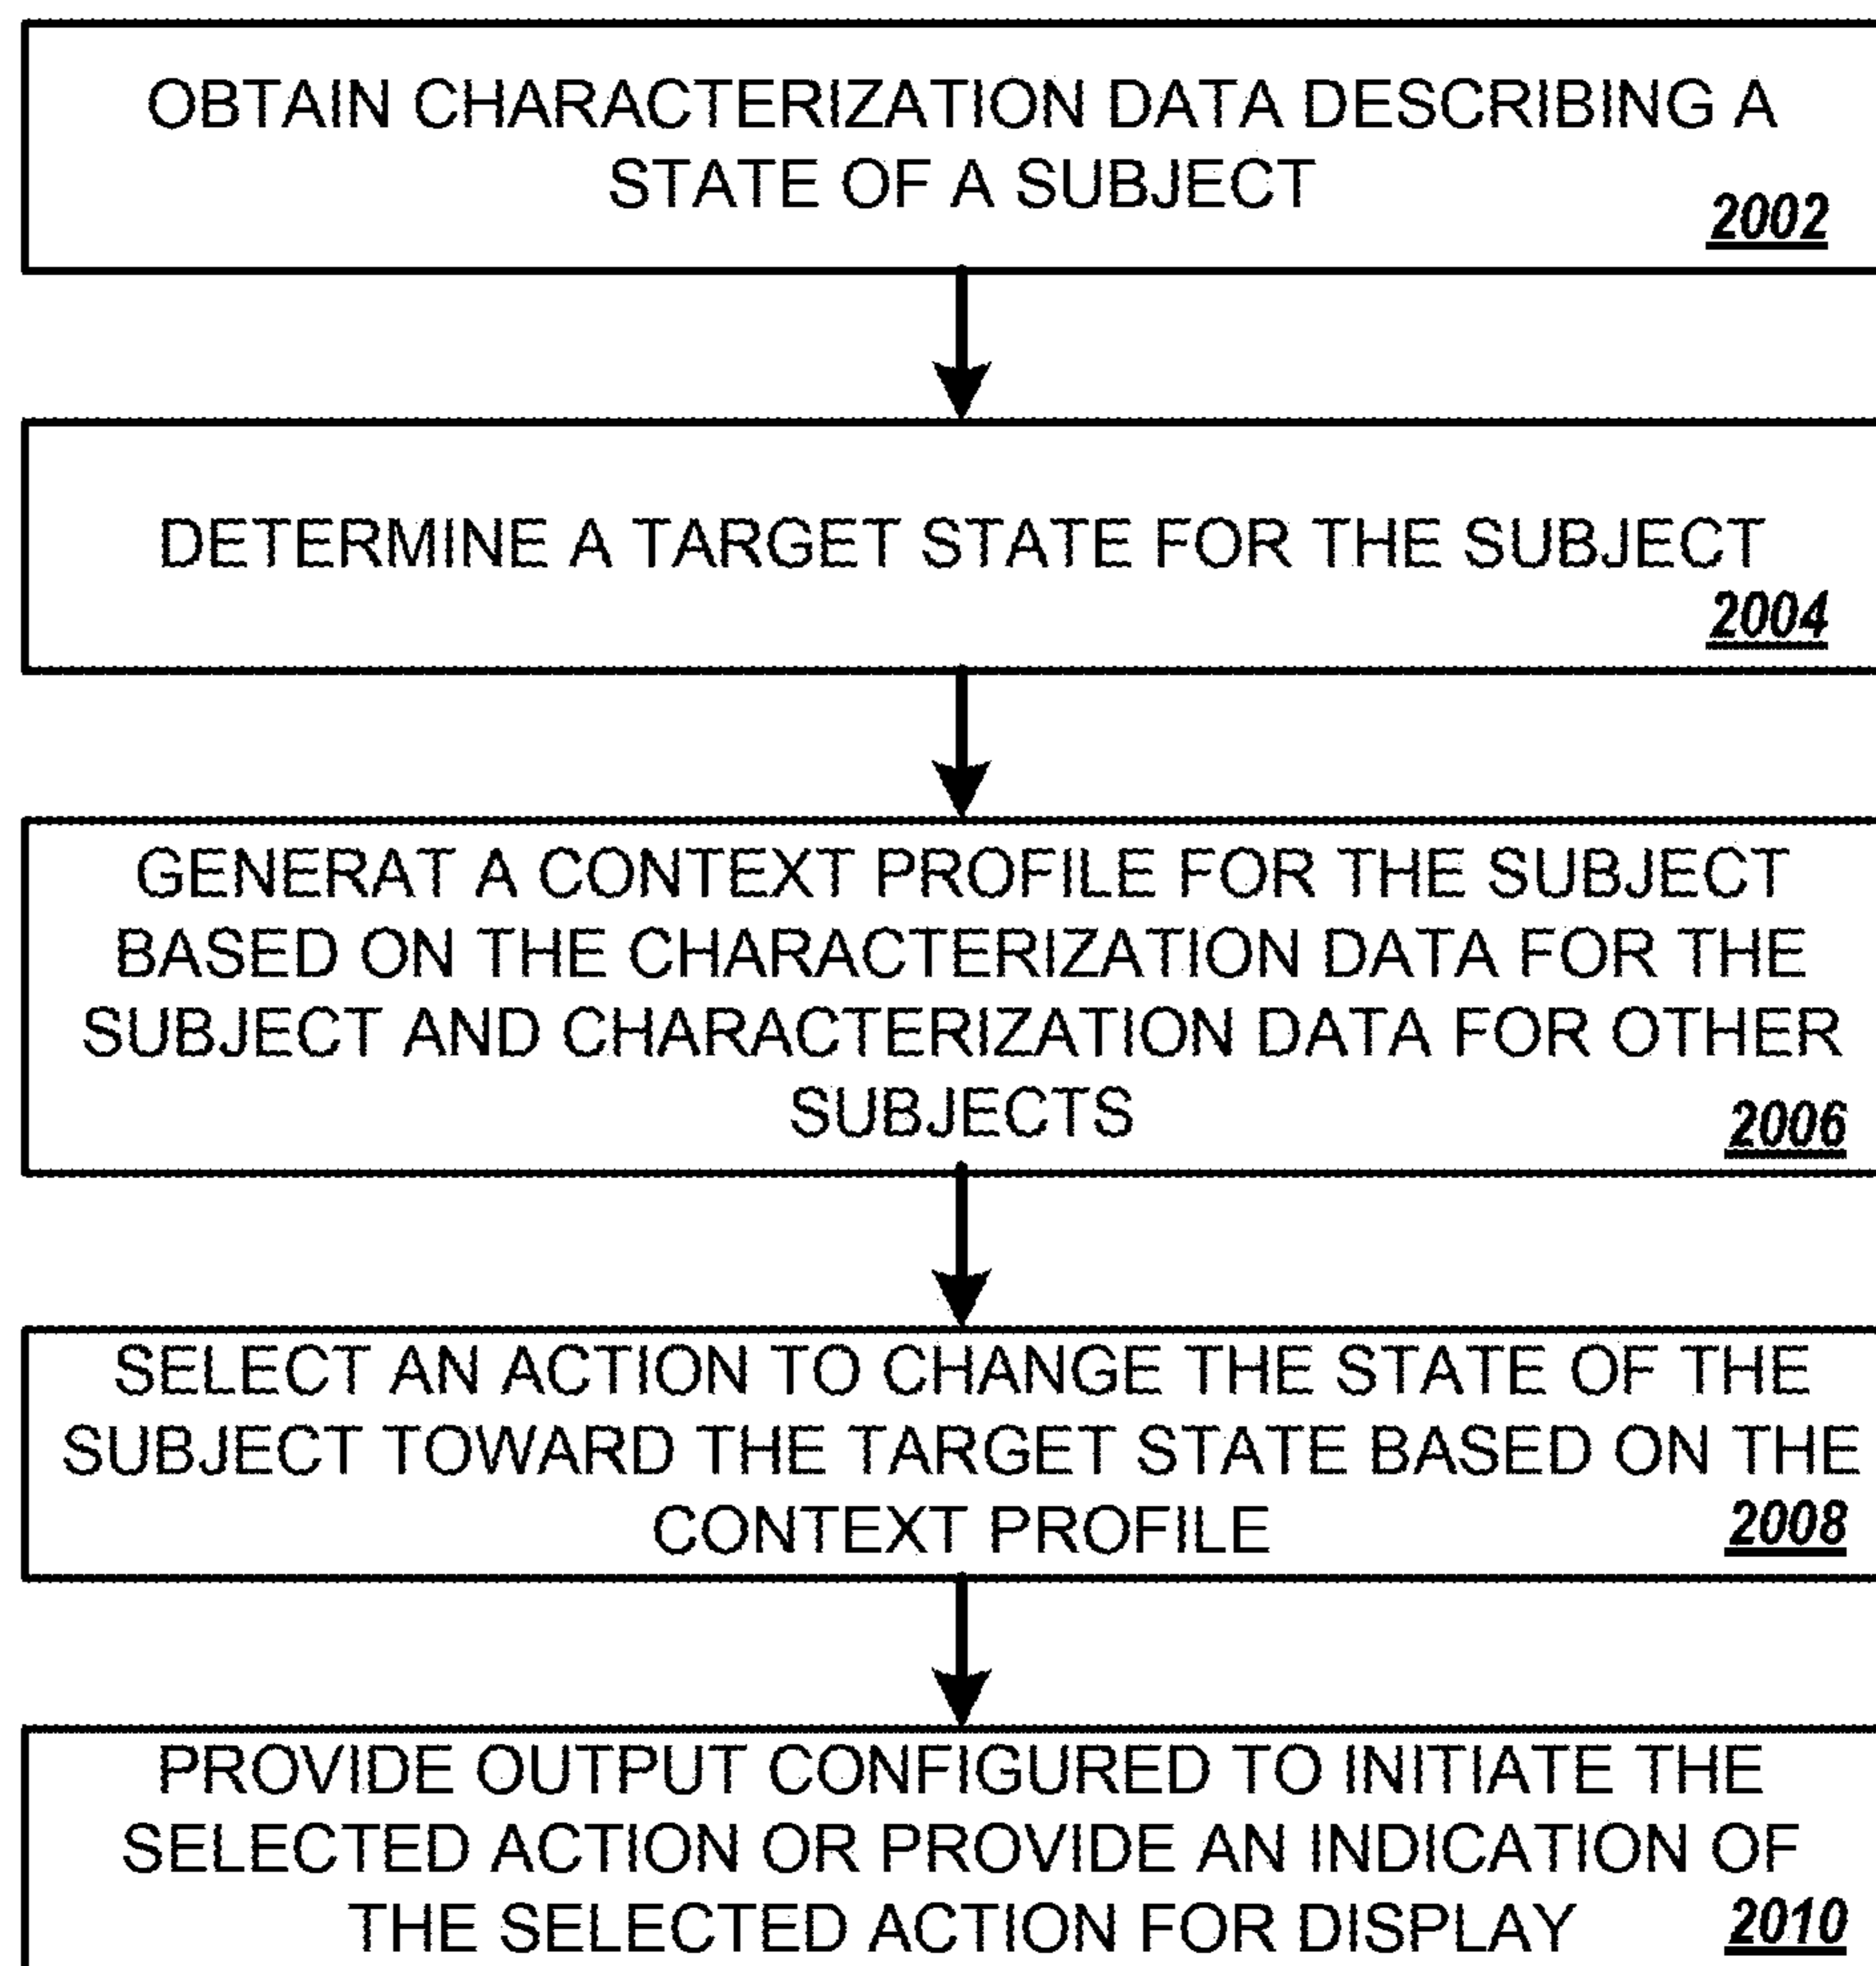 OBTAIN CHARACTERIZATION DATA DESCRIBING A
STATE OF A SUBJECT
2002
DETERMINE A TARGET STATE FOR THE SUBJECT
2004
GENERAT A CONTEXT PROFILE FOR THE SUBJECT
BASED ON THE CHARACTERIZATION DATA FOR THE
SUBJECT AND CHARACTERIZATION DATA FOR OTHER
SUBJECTS
2006
SELECT AN ACTION TO CHANGE THE STATE OF THE
SUBJECT TOWARD THE TARGET STATE BASED ON THE
CONTEXT PROFILE
2008
PROVIDE OUTPUT CONFIGURED TO INITIATE THE
SELECTED ACTION OR PROVIDE AN INDICATION OF
THE SELECTED ACTION FOR DISPLAY
2010